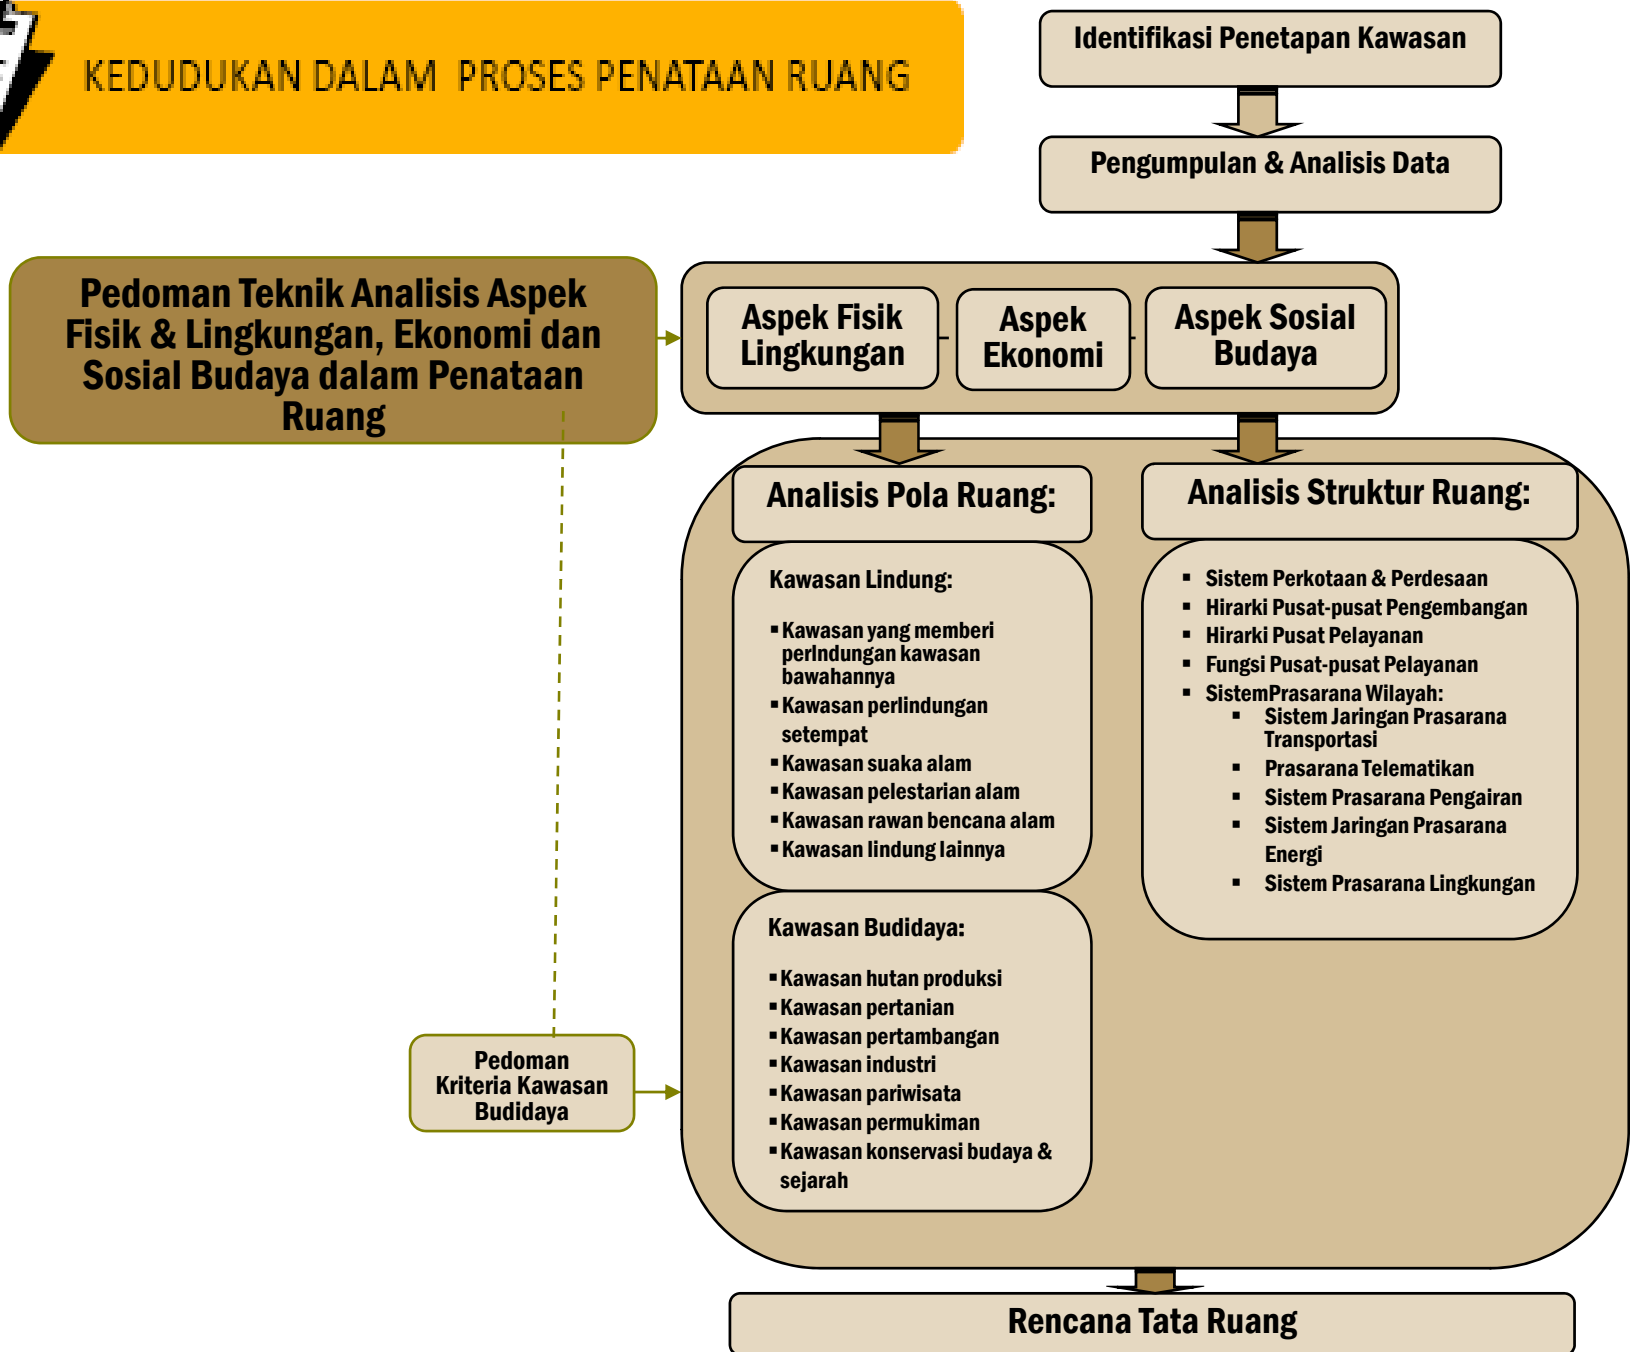 KEDUDUKAN DALAM PROSES PENATAAN RUANG
Identifikasi Penetapan Kawasan
Pengumpulan & Analisis Data
Pedoman Teknik Analisis Aspek
Fisik & Lingkungan, Ekonomi dan
Sosial Budaya dalam Penataan
Ruang
Aspek Fisik
Lingkungan
Aspek
Ekonomi
Aspek Sosial
Budaya
Analisis Pola Ruang:
Kawasan Lindung:
▪ Kawasan yang memberi
perlndungan kawasan
bawahannya
▪ Kawasan perlindungan
setempat
▪ Kawasan suaka alam
▪ Kawasan pelestarian alam
▪ Kawasan rawan bencana alam
▪ Kawasan lindung lainnya
Kawasan Budidaya:
▪ Kawasan hutan produksi
▪ Kawasan pertanian
▪ Kawasan pertambangan
▪ Kawasan industri
▪ Kawasan pariwisata
▪ Kawasan permukiman
▪ Kawasan konservasi budaya &
sejarah
Analisis Struktur Ruang:
▪ Sistem Perkotaan & Perdesaan
▪ Hirarki Pusat-pusat Pengembangan
▪ Hirarki Pusat Pelayanan
▪ Fungsi Pusat-pusat Pelayanan
▪ SistemPrasarana Wilayah:
▪ Sistem Jaringan Prasarana
Transportasi
▪ Prasarana Telematikan
▪ Sistem Prasarana Pengairan
▪ Sistem Jaringan Prasarana
Energi
▪ Sistem Prasarana Lingkungan
Pedoman
Kriteria Kawasan
Budidaya
Rencana Tata Ruang